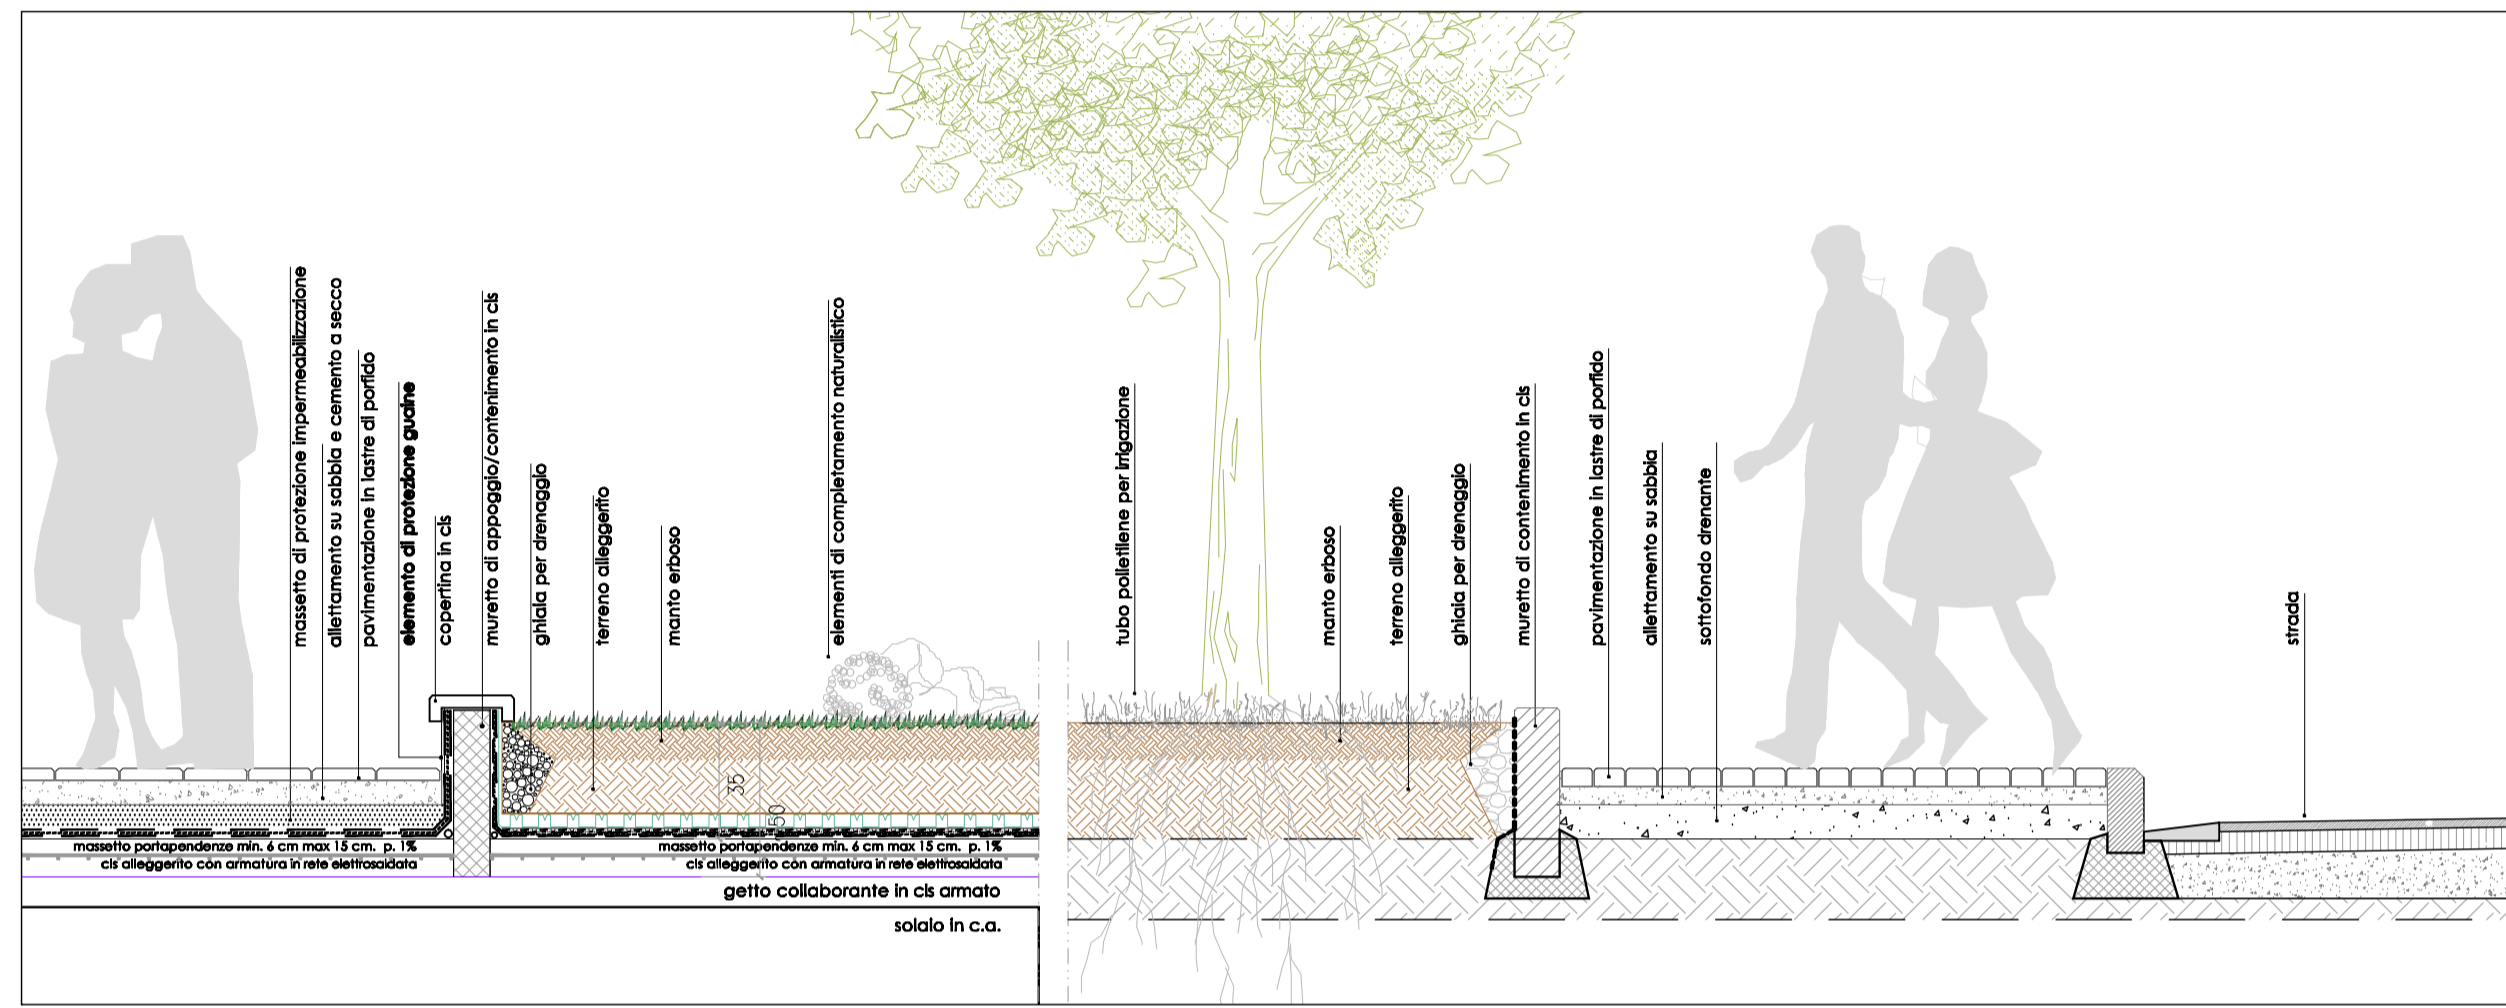 massetto di protezione impermeabilizzazione
allettamento su sabbia e cemento a secco
pavimentazione in lastre di porfido
elemento di protezione guaine
copertina in cls
muretto di appoggio/contenimento in cls
ghiaia per drenaggio
terreno alleggerito
manto erboso
elementi di completamento naturalistico
tubo polietilene per irrigazione
manto erboso
terreno alleggerito
ghiaia per drenaggio
muretto di contenimento in cls
pavimentazione in lastre di porfido
allettamento su sabbia
sottofondo drenante
strada
35
50
massetto portapendenze min. 6 cm max 15 cm. p. 1%
cls alleggerito con armatura in rete elettrosaldata
massetto portapendenze min. 6 cm max 15 cm. p. 1%
cls alleggerito con armatura in rete elettrosaldata
getto collaborante in cls armato
solaio in c.a.